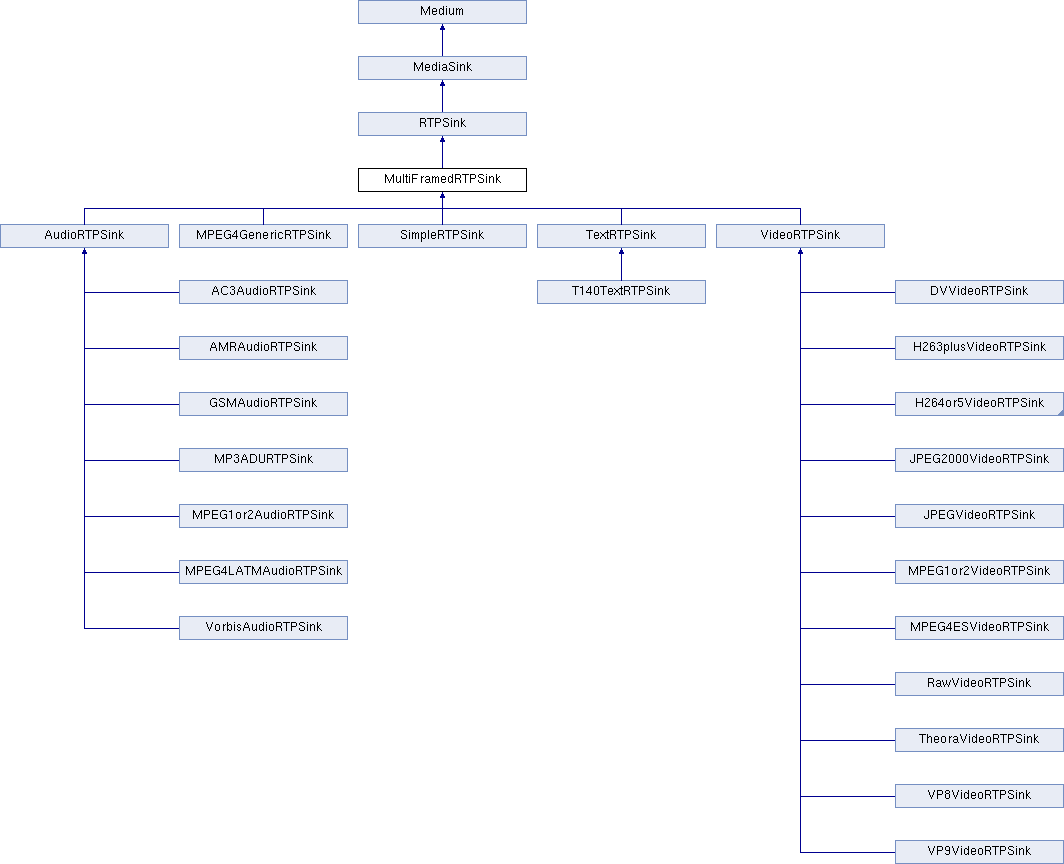 Medium
MediaSink
RTPSink
MultiFramedRTPSink
AudioRTPSink
MPEG4GenericRTPSink
SimpleRTPSink
TextRTPSink
VideoRTPSink
AC3AudioRTPSink
T140TextRTPSink
DVVideoRTPSink
AMRAudioRTPSink
H263plusVideoRTPSink
GSMAudioRTPSink
H264or5VideoRTPSink
MP3ADURTPSink
JPEG2000VideoRTPSink
MPEG1or2AudioRTPSink
JPEGVideoRTPSink
MPEG4LATMAudioRTPSink
MPEG1or2VideoRTPSink
VorbisAudioRTPSink
MPEG4ESVideoRTPSink
RawVideoRTPSink
TheoraVideoRTPSink
VP8VideoRTPSink
VP9VideoRTPSink